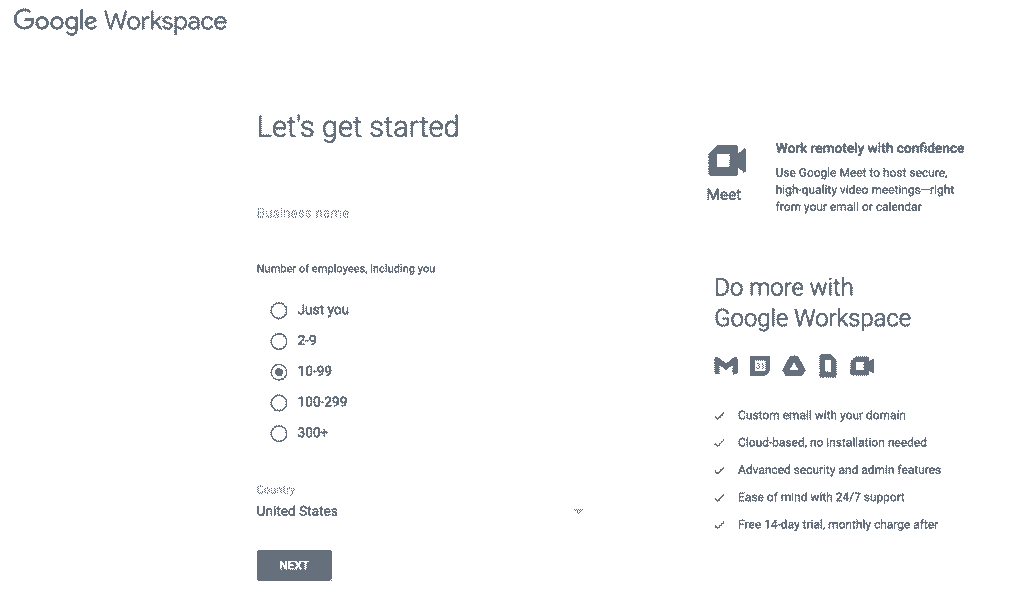 Google Workspace
Let's get started
Business name
Number of employees, including you
Just you
2-9
10-99
100-299
300+
Country
United States
NEXT
Work remotely with confidence
Use Google Meet to host secure,
high-quality video meetings—right
from your email or calendar
Meet
Do more with
Google Workspace
31
Custom email with your domain
Cloud-based, no installation needed
Advanced security and admin features
Ease of mind with 24/7 support
Free 14-day trial, monthly charge after